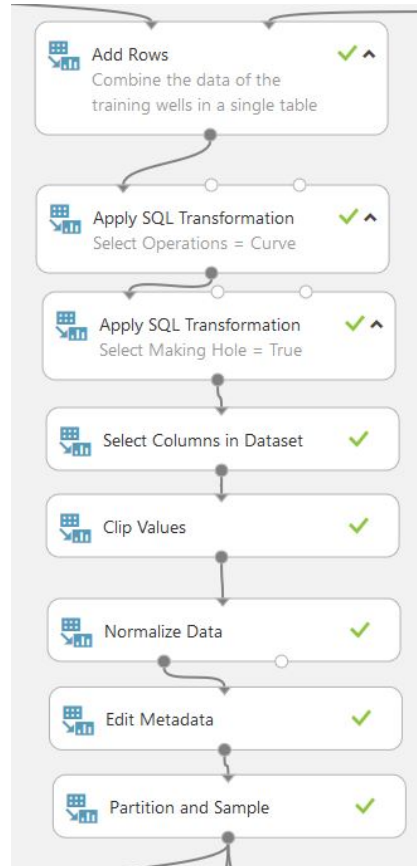 Add Rows
Combine the data of the
training wells in a single table
Apply SQL Transformation
Select Operations = Curve
Apply SQL Transformation
Select Making Hole = True
Select Columns in Dataset
Clip Values
Normalize Data
Edit Metadata
Partition and Sample